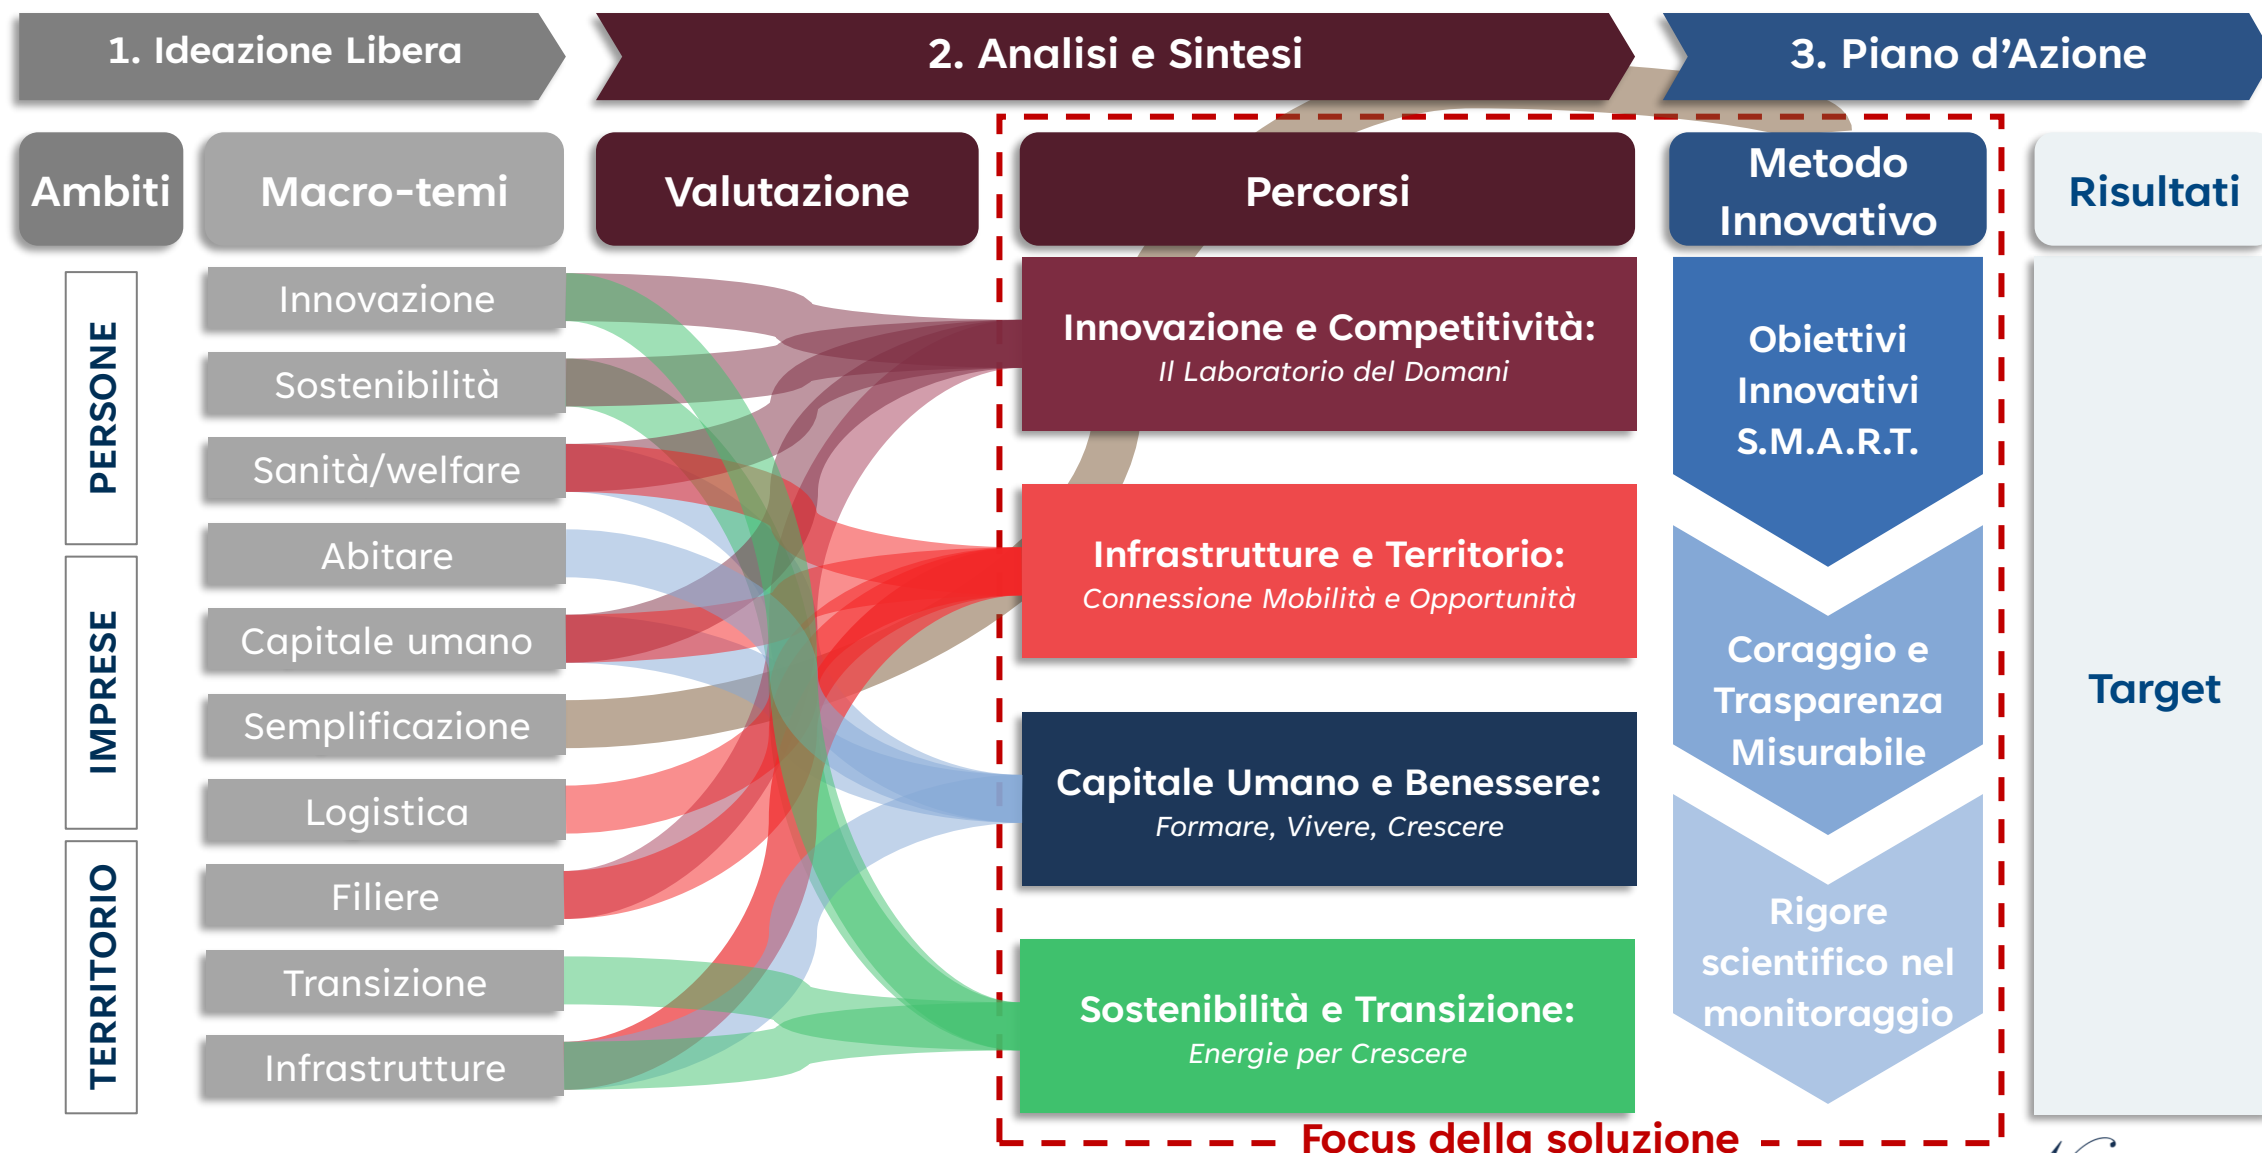 1. Ideazione Libera
2. Analisi e Sintesi
3. Piano d’Azione
Ambiti
Macro-temi
Valutazione
Percorsi
Metodo
Innovativo
Risultati
PERSONE
IMPRESE
TERRITORIO
Innovazione
Sostenibilità
Sanità/welfare
Abitare
Capitale umano
Semplificazione
Logistica
Filiere
Transizione
Infrastrutture
Innovazione e Competitività:
Il Laboratorio del Domani
Infrastrutture e Territorio:
Connessione Mobilità e Opportunità
Capitale Umano e Benessere:
Formare, Vivere, Crescere
Sostenibilità e Transizione:
Energie per Crescere
Obiettivi
Innovativi
S.M.A.R.T.
Coraggio e
Trasparenza
Misurabile
Rigore
scientifico nel
monitoraggio
Target
Focus della soluzione